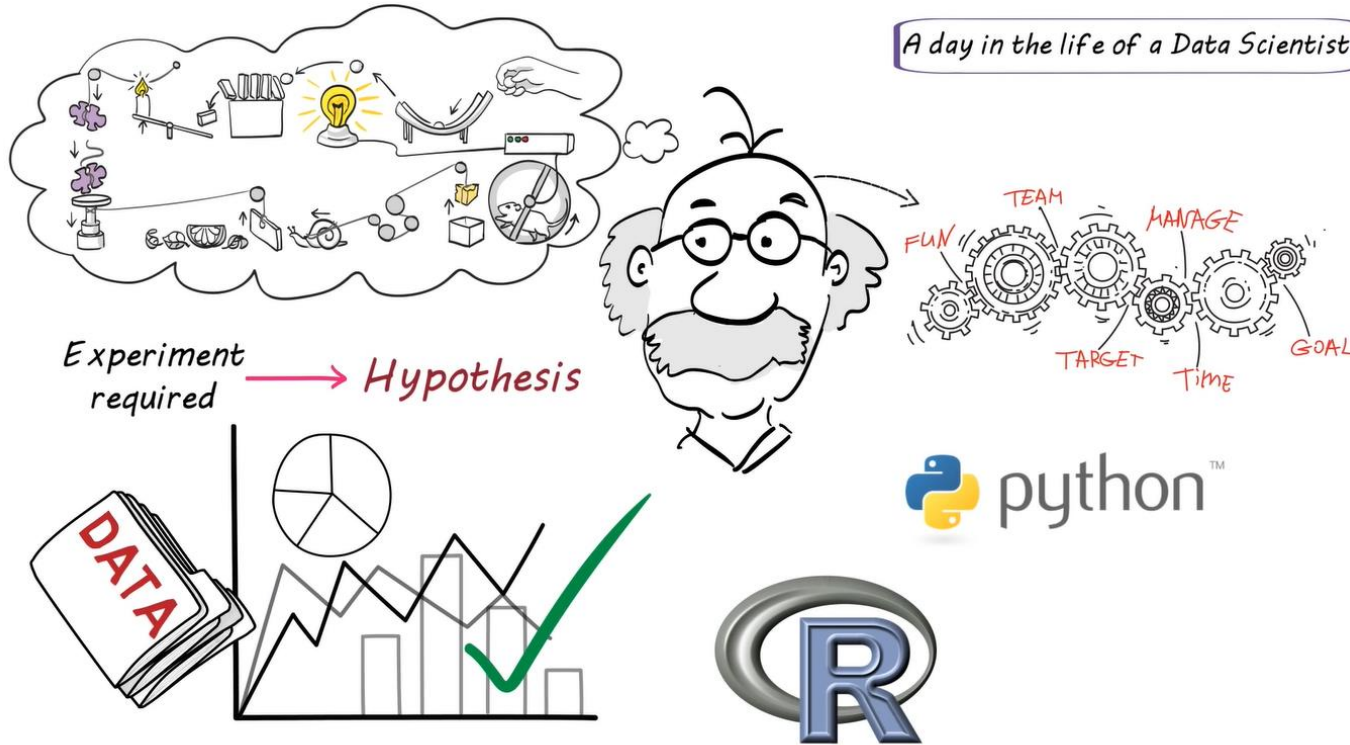 A day in the life of a Data Scientist
TEAM
MANAGE
FUN
TARGET
TIME
GOAL
Experiment
required
Hypothesis
DATA
python™
R